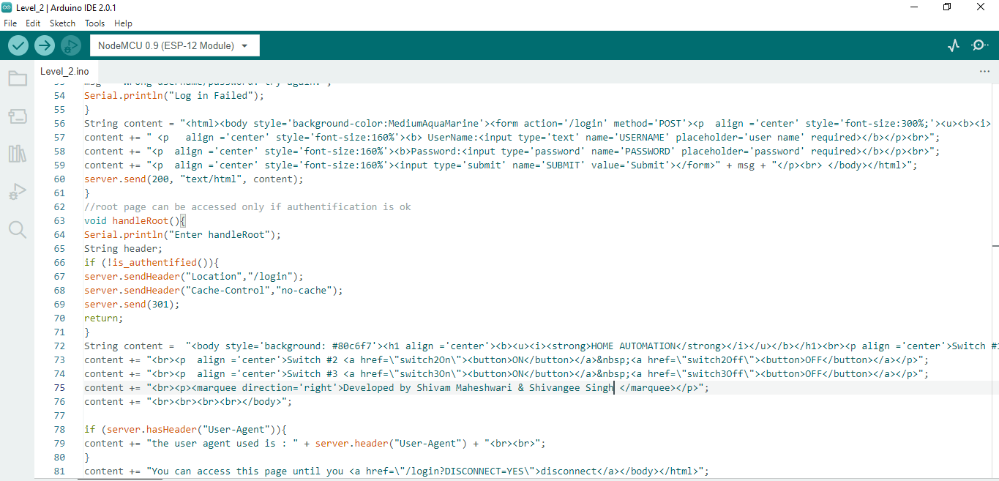 Level_2 | Arduino IDE 2.0.1
File Edit Sketch Tools Help
NodeMCU 0.9 (ESP-12 Module)
Level_2.ino
54 Serial.println("Log in Failed");
55 }
56 String content = "<html><body style='background-color:MediumAquaMarine'><form action='/login' method='POST'><p  align ='center' style='font-size:300%;'><u><b><i>
57 content += " <p   align ='center' style='font-size:160%'><b> UserName:<input type='text' name='USERNAME' placeholder='user name' required></b></p><br>";
58 content += "<p  align ='center' style='font-size:160%'><b>Password:<input type='password' name='PASSWORD' placeholder='password' required></b></p><br>";
59 content += "<p  align ='center' style='font-size:160%'><input type='submit' name='SUBMIT' value='Submit'></form>" + msg + "</p><br> </body></html>";
60 server.send(200, "text/html", content);
61 }
62 //root page can be accessed only if authentification is ok
63 void handleRoot(){
64 Serial.println("Enter handleRoot");
65 String header;
66 if (!is_authentified()){
67 server.sendHeader("Location","/login");
68 server.sendHeader("Cache-Control","no-cache");
69 server.send(301);
70 return;
71 }
72 String content =  "<body style='background: #80c6f7'><h1 align ='center'><b><u><i><strong>HOME AUTOMATION</strong></i></u></b></h1><br><p align ='center'>Switch #1
73 content += "<br><p  align ='center'>Switch #2 <a href=\"switch2On\"><button>ON</button></a>&nbsp;<a href=\"switch2Off\"><button>OFF</button></a></p>";
74 content += "<br><p  align ='center'>Switch #3 <a href=\"switch3On\"><button>ON</button></a>&nbsp;<a href=\"switch3Off\"><button>OFF</button></a></p>";
75 content += "<br><p><marquee direction='right'>Developed by Shivam Maheshwari & Shivangee Singh </marquee></p>";
76 content += "<br><br><br><br></body>";
77
78 if (server.hasHeader("User-Agent")){
79 content += "the user agent used is : " + server.header("User-Agent") + "<br><br>";
80 }
81 content += "You can access this page until you <a href=\"/login?DISCONNECT=YES\">disconnect</a></body></html>";